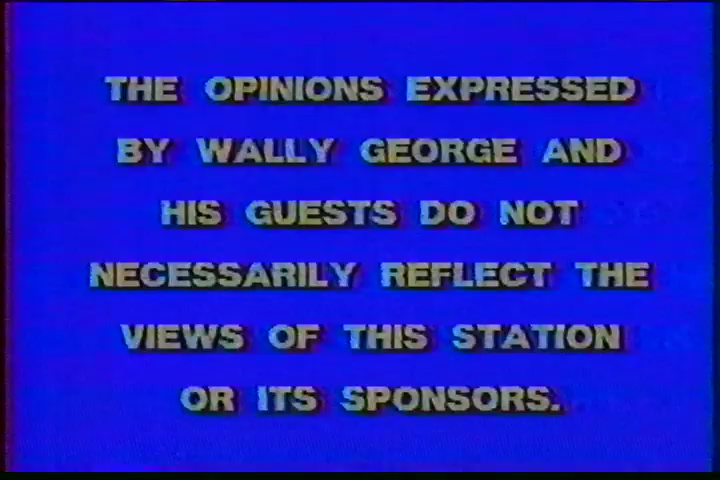 THE OPINIONS EXPRESSED
BY WALLY GEORGE AND
HIS GUESTS DO NOT
NECESSARILY REFLECT THE
VIEWS OF THIS STATION
OR ITS SPONSORS.